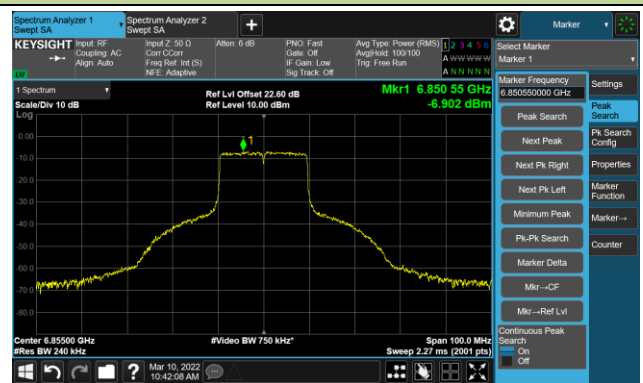 Spectrum Analyzer 1
Swept SA
Spectrum Analyzer 2
Swept SA
+
Marker
KEYSIGHT
Input: RF
Coupling: AC
Align: Auto
Input Z: 50 Ω
Corr CCorr
Freq Ref: Int (S)
NFE: Adaptive
Atten: 6 dB
PNO: Fast
Gate: Off
IF Gain: Low
Sig Track: Off
Avg Type: Power (RMS)
Avg|Hold: 100/100
Trig: Free Run
1 2 3 4 5 6
A W W W W W
A N N N N N
LW
Select Marker
Marker 1
1 Spectrum
Scale/Div 10 dB
Log
Ref Lvl Offset 22.60 dB
Ref Level 10.00 dBm
Mkr1 6.850 55 GHz
-6.902 dBm
1
0.00
-10.0
-20.0
-30.0
-40.0
-50.0
-60.0
-70.0
-80.0
Center 6.85500 GHz
#Res BW 240 kHz
#Video BW 750 kHz*
Span 100.0 MHz
Sweep 2.27 ms (2001 pts)
Marker Frequency
6.850550000 GHz
Peak Search
Next Peak
Next Pk Right
Next Pk Left
Minimum Peak
Pk-Pk Search
Marker Delta
Mkr→CF
Mkr→Ref Lvl
Continuous Peak
Search
On
Off
Settings
Peak
Search
Pk Search
Config
Properties
Marker
Function
Marker→
Counter
?
Mar 10, 2022
10:42:08 AM